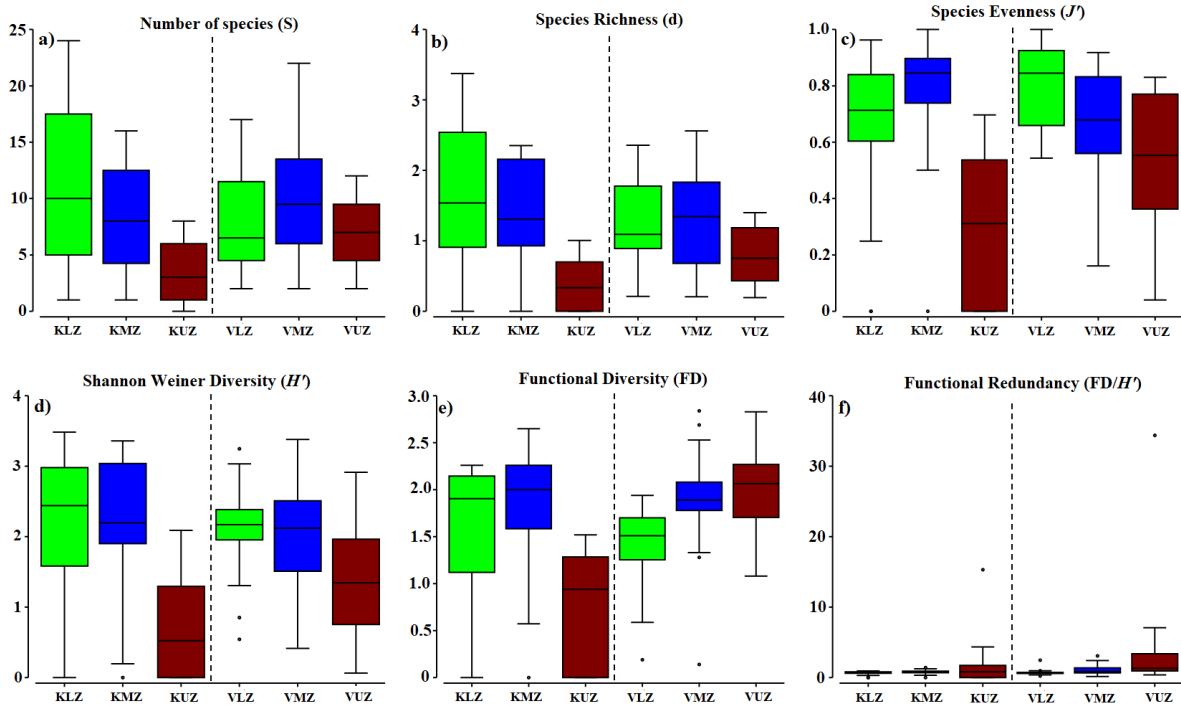 Number of species (S)
a)
25
20
15
10
5
0
KLZ KMZ KUZ VLZ VMZ VUZ
Species Richness (d)
b)
4
3
2
1
0
KLZ KMZ KUZ VLZ VMZ VUZ
Species Evenness (J')
c)
1.0
0.8
0.6
0.4
0.2
0
KLZ KMZ KUZ VLZ VMZ VUZ
Shannon Weiner Diversity (H')
d)
4
3
2
1
0
KLZ KMZ KUZ VLZ VMZ VUZ
Functional Diversity (FD)
e)
3.0
2.5
2.0
1.5
1.0
0.5
0
KLZ KMZ KUZ VLZ VMZ VUZ
Functional Redundancy (FD/H')
f)
40
30
20
10
0
KLZ KMZ KUZ VLZ VMZ VUZ